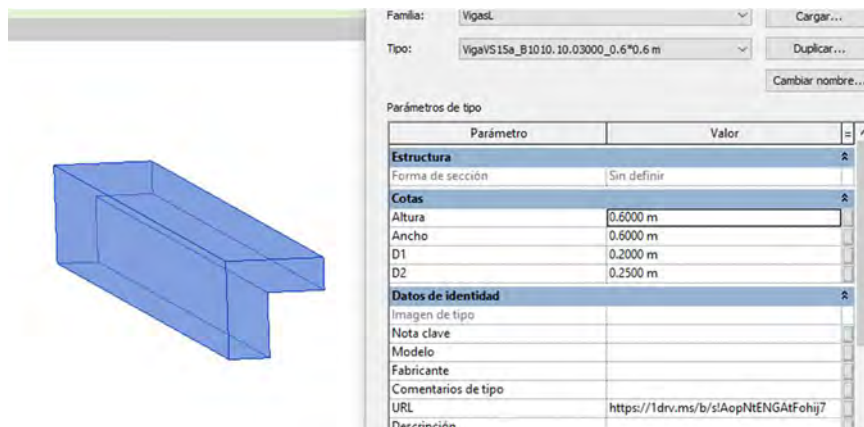 Familia: VigasL Cargar...
Tipo: VigaVS15a_B1010.10.03000_0.6*0.6 m Duplicar...
Cambiar nombre...
Parámetros de tipo
Parámetro Valor =
Estructura
Forma de sección Sin definir
Cotas
Altura 0.6000 m
Ancho 0.6000 m
D1 0.2000 m
D2 0.2500 m
Datos de identidad
Imagen de tipo
Nota clave
Modelo
Fabricante
Comentarios de tipo
URL https://1drv.ms/b/s!AopNtENGAtFohij7
Descripción